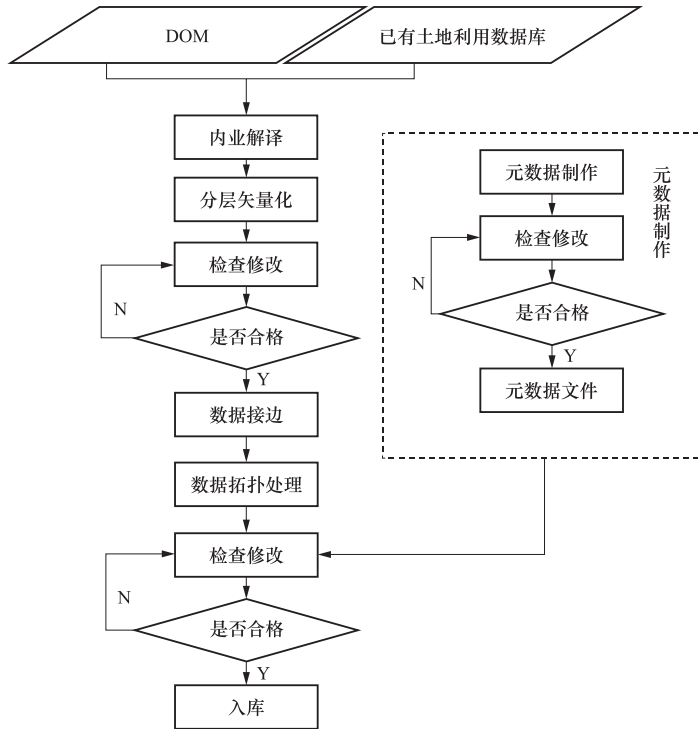 DOM
已有土地利用数据库
内业解译
分层矢量化
检查修改
N
是否合格
Y
数据接边
数据拓扑处理
检查修改
N
是否合格
Y
入库
元数据制作
元数据制作
检查修改
N
是否合格
Y
元数据文件